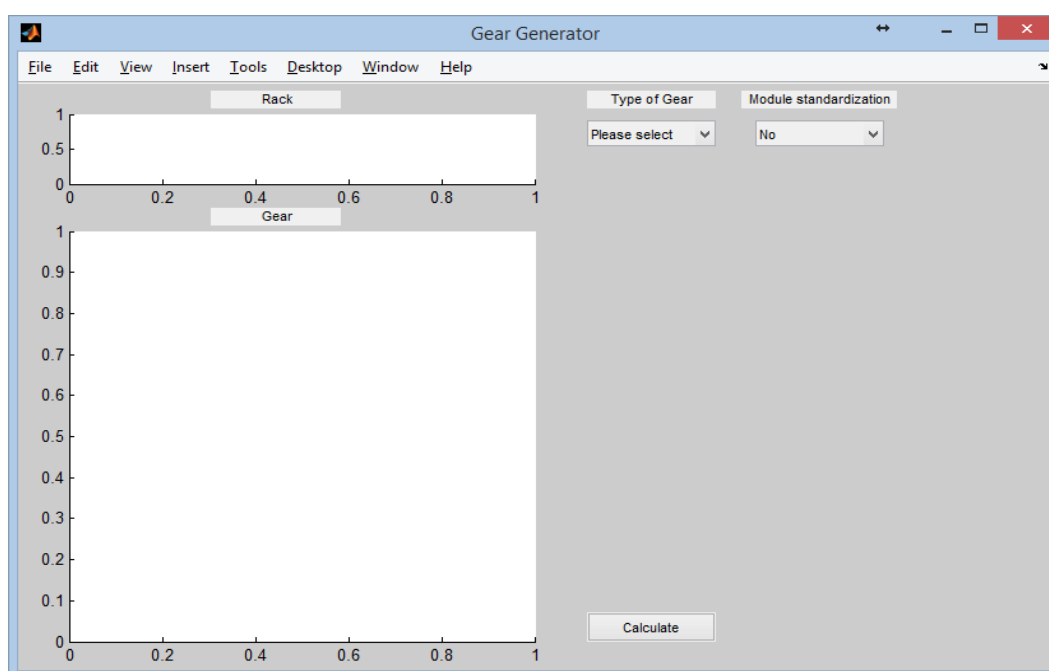 Gear Generator
File Edit View Insert Tools Desktop Window Help
Rack
Type of Gear
Module standardization
Please select
No
1
0.5
0
0 0.2 0.4 0.6 0.8 1
Gear
1
0.9
0.8
0.7
0.6
0.5
0.4
0.3
0.2
0.1
0
0 0.2 0.4 0.6 0.8 1
Calculate